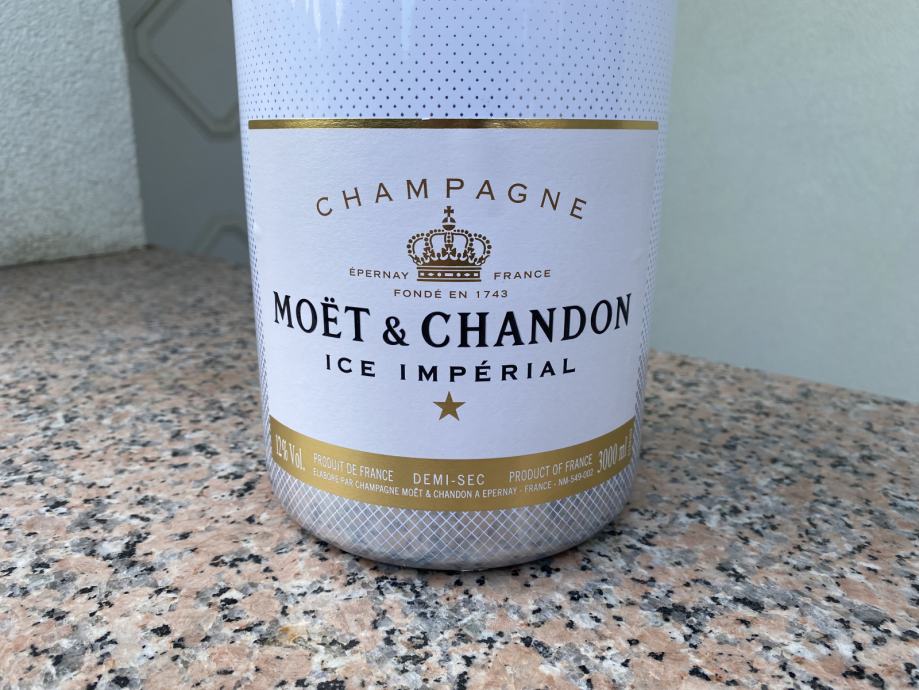 CHAMPAGNE
ÉPERNAY FRANCE
FONDÉ EN 1743
MOËT & CHANDON
ICE IMPÉRIAL
12% Vol. PRODUIT DE FRANCE DEMI-SEC PRODUCT OF FRANCE 3000 ml
ELABORÉ PAR CHAMPAGNE MOËT & CHANDON A EPERNAY - FRANCE - NM-549-002